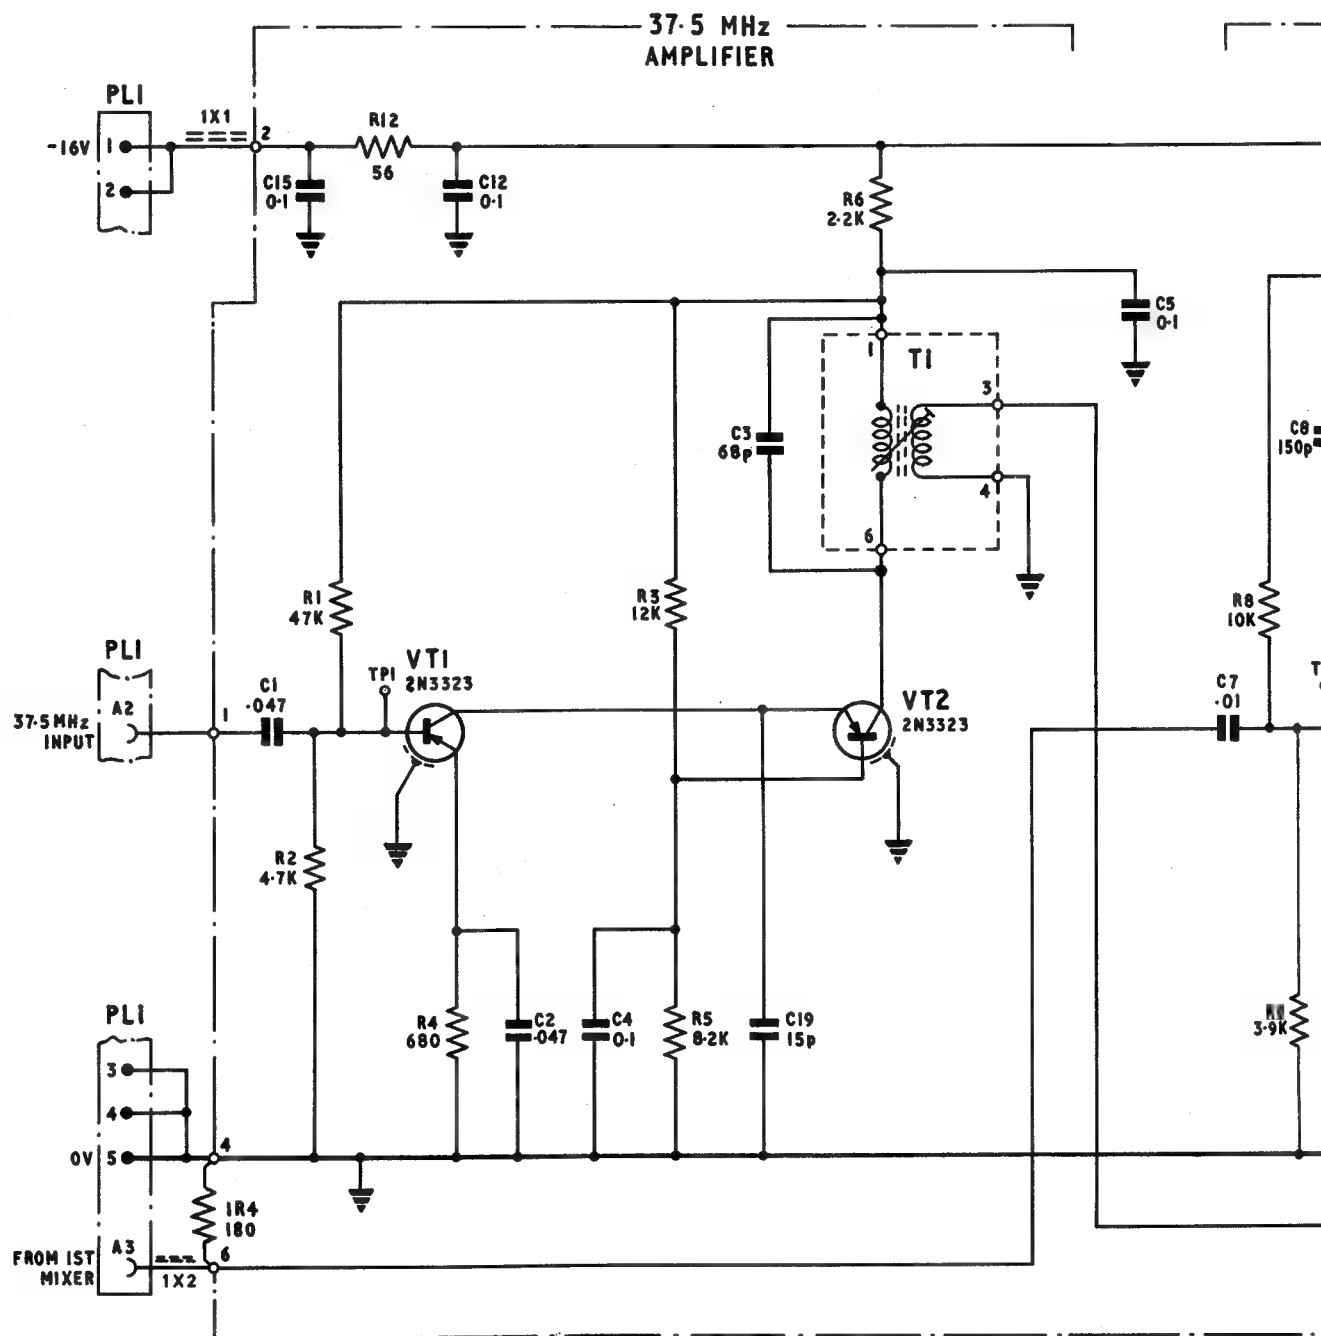 37·5 MHz
AMPLIFIER
PL1
1X1
-16V
1
2
2
R12
56
C15
0·1
C12
0·1
R6
2·2K
C5
0·1
1
T1
3
C3
68p
4
6
C8
150p
R1
47K
R3
12K
R8
10K
PL1
VT1
2N3323
TP1
VT2
2N3323
C7
.01
T
A2
37·5MHz
INPUT
1
C1
·047
R2
4·7K
PL1
R4
680
C2
·047
C4
0·1
R5
8·2K
C19
15p
3·9K
3
4
0V
5
4
1R4
180
A3
FROM 1ST
MIXER
1X2
6